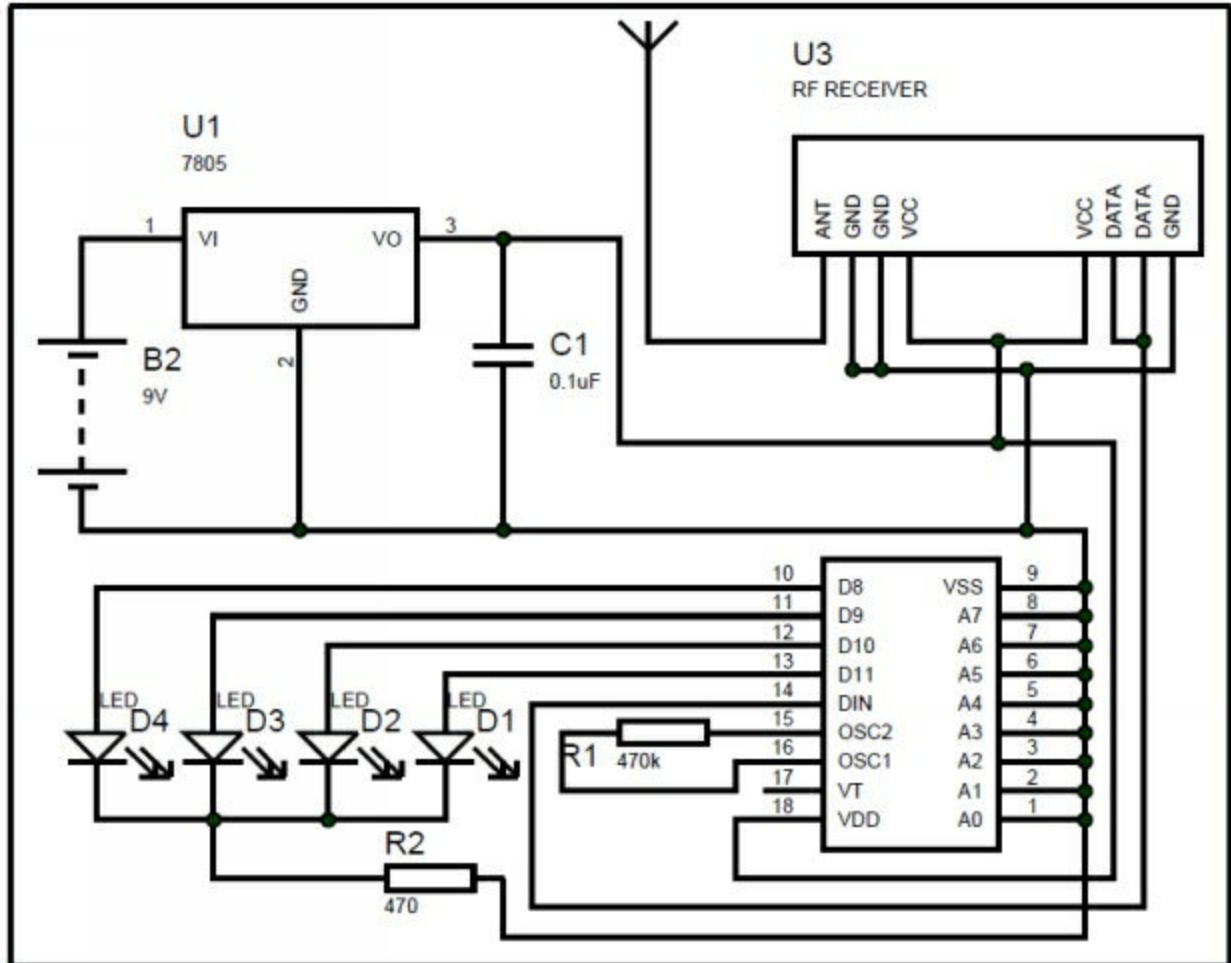 U3
RF RECEIVER
U1
7805
ANT
GND
GND
VCC
VCC
DATA
DATA
GND
1
VI
VO
3
GND
2
B2
9V
C1
0.1uF
10
D8
VSS
9
11
D9
A7
8
12
D10
A6
7
13
D11
A5
6
14
DIN
A4
5
15
OSC2
A3
4
16
OSC1
A2
3
17
VT
A1
2
18
VDD
A0
1
LED
D4
LED
D3
LED
D2
LED
D1
R1
470k
R2
470